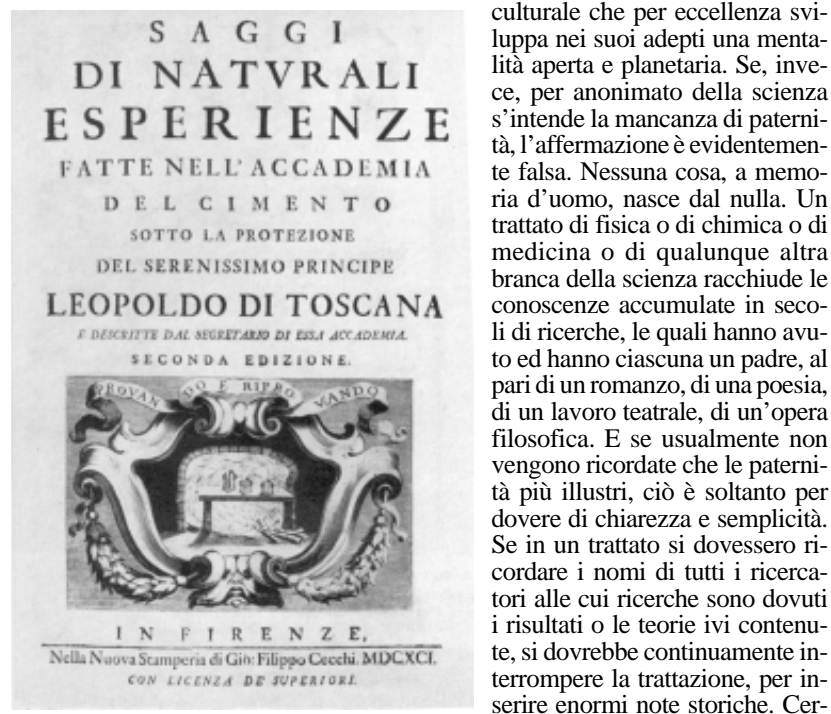 SAGGI
DI NATVRALI
ESPERIENZE
FATTE NELL' ACCADEMIA
DEL CIMENTO
SOTTO LA PROTEZIONE
DEL SERENISSIMO PRINCIPE
LEOPOLDO DI TOSCANA
E DESCRITTE DAL SEGRETARIO DI ESSA ACCADEMIA.
SECONDA EDIZIONE.
PROVAN DO E RIPRO VANDO
IN FIRENZE,
Nella Nuova Stamperia di Gio: Filippo Cecchi. MDCXCI.
CON LICENZA DE' SUPERIORI.
culturale che per eccellenza svi-
luppa nei suoi adepti una menta-
lità aperta e planetaria. Se, inve-
ce, per anonimato della scienza
s'intende la mancanza di paterni-
tà, l'affermazione è evidentemen-
te falsa. Nessuna cosa, a memo-
ria d'uomo, nasce dal nulla. Un
trattato di fisica o di chimica o di
medicina o di qualunque altra
branca della scienza racchiude le
conoscenze accumulate in seco-
li di ricerche, le quali hanno avu-
to ed hanno ciascuna un padre, al
pari di un romanzo, di una poesia,
di un lavoro teatrale, di un'opera
filosofica. E se usualmente non
vengono ricordate che le paterni-
tà più illustri, ciò è soltanto per
dovere di chiarezza e semplicità.
Se in un trattato si dovessero ri-
cordare i nomi di tutti i ricerca-
tori alle cui ricerche sono dovuti
i risultati o le teorie ivi contenu-
te, si dovrebbe continuamente in-
terrompere la trattazione, per in-
serire enormi note storiche. Cer-